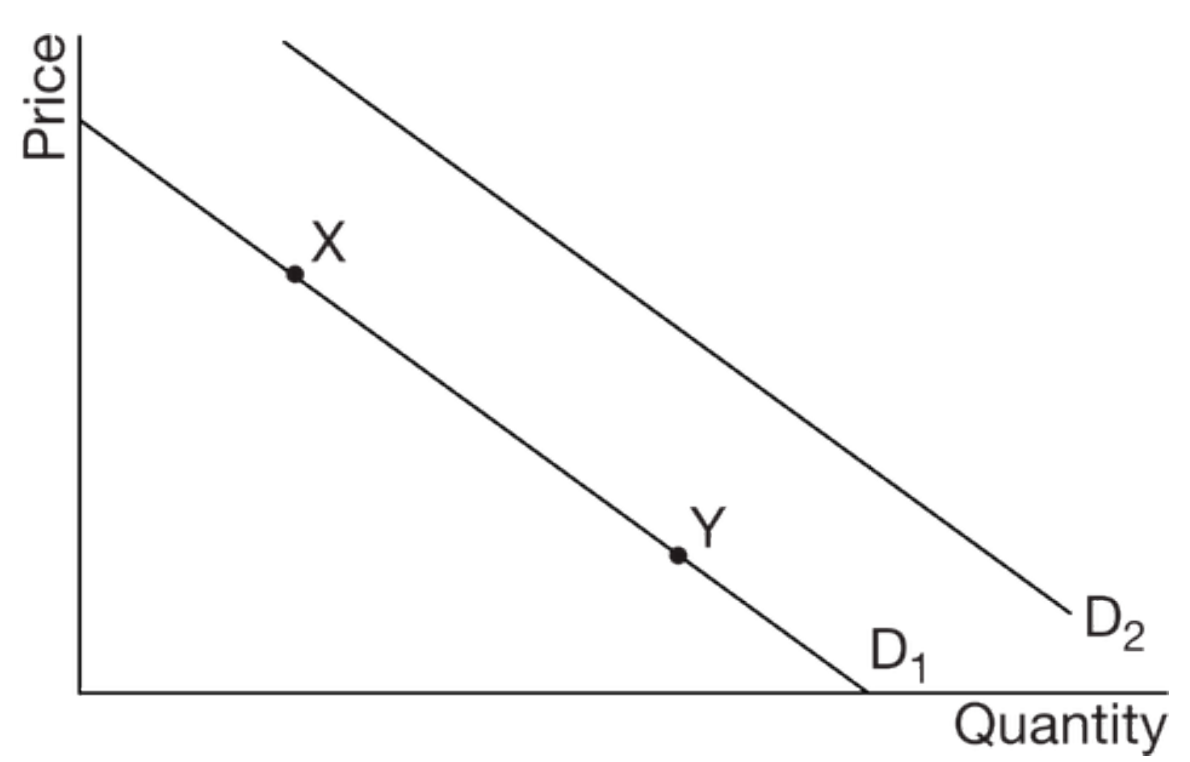 Price
X
Y
D₂
D₁
Quantity